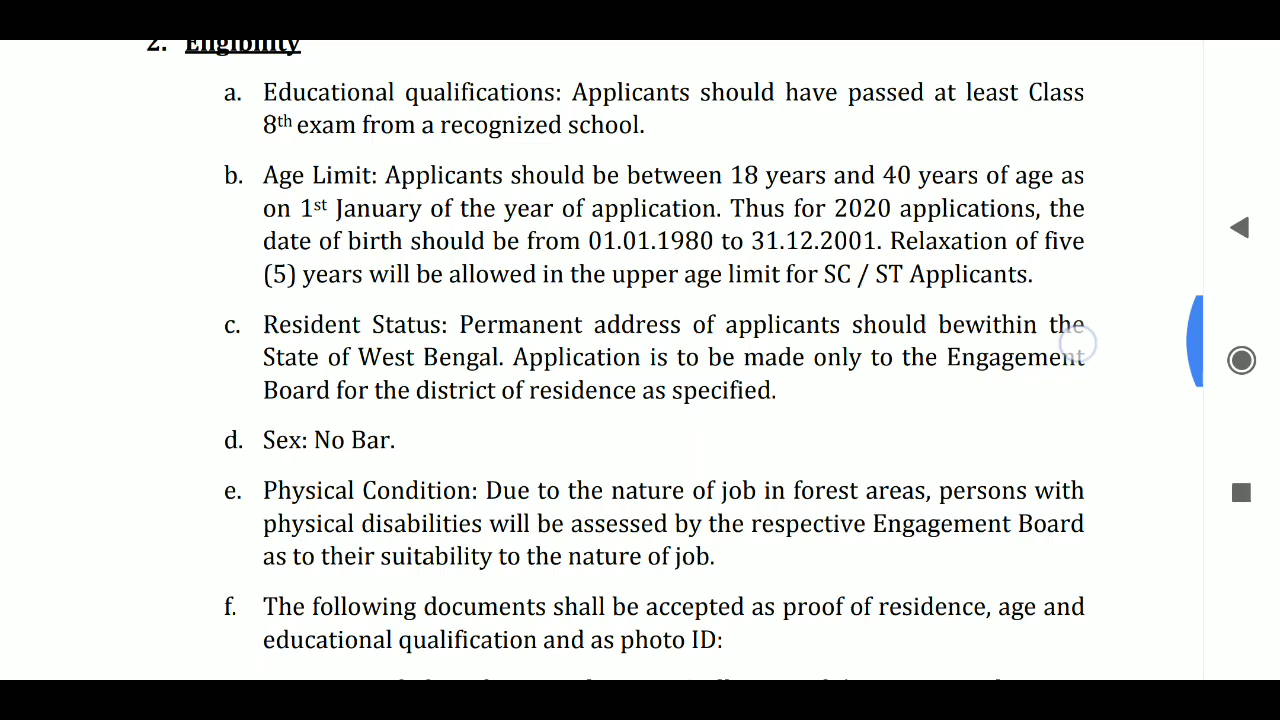 2. Eligibility
a. Educational qualifications: Applicants should have passed at least Class
8th exam from a recognized school.
b. Age Limit: Applicants should be between 18 years and 40 years of age as
on 1st January of the year of application. Thus for 2020 applications, the
date of birth should be from 01.01.1980 to 31.12.2001. Relaxation of five
(5) years will be allowed in the upper age limit for SC / ST Applicants.
c. Resident Status: Permanent address of applicants should bewithin the
State of West Bengal. Application is to be made only to the Engagement
Board for the district of residence as specified.
d. Sex: No Bar.
e. Physical Condition: Due to the nature of job in forest areas, persons with
physical disabilities will be assessed by the respective Engagement Board
as to their suitability to the nature of job.
f. The following documents shall be accepted as proof of residence, age and
educational qualification and as photo ID: